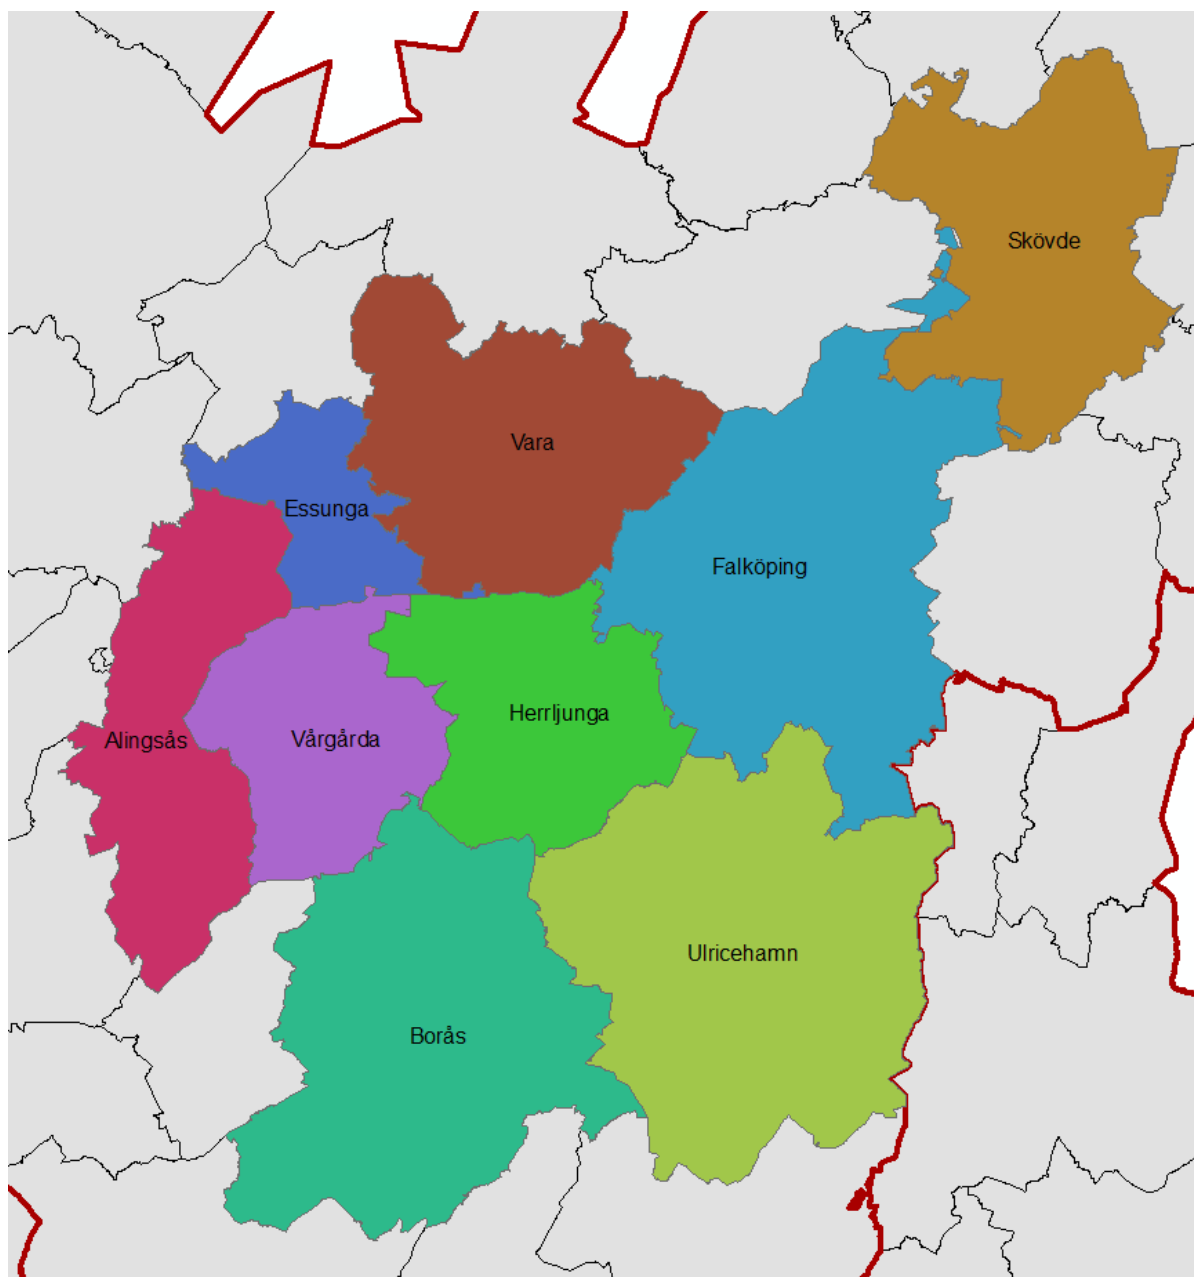 Skövde
Vara
Essunga
Falköping
Herrljunga
Vårgårda
Alingsås
Ulricehamn
Borås